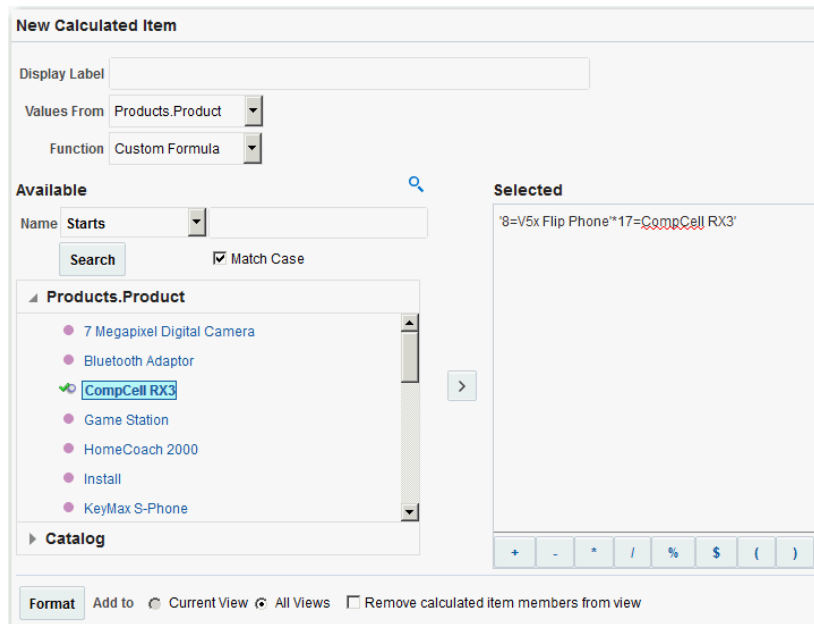 New Calculated Item
Display Label
Values From Products.Product
Function Custom Formula
Available
Selected
Name Starts
'8=V5x Flip Phone'*17=CompCell RX3'
Search Match Case
Products.Product
7 Megapixel Digital Camera
Bluetooth Adaptor
CompCell RX3
>
Game Station
HomeCoach 2000
Install
KeyMax S-Phone
Catalog
+ - * / % $ ( )
Format Add to Current View All Views Remove calculated item members from view